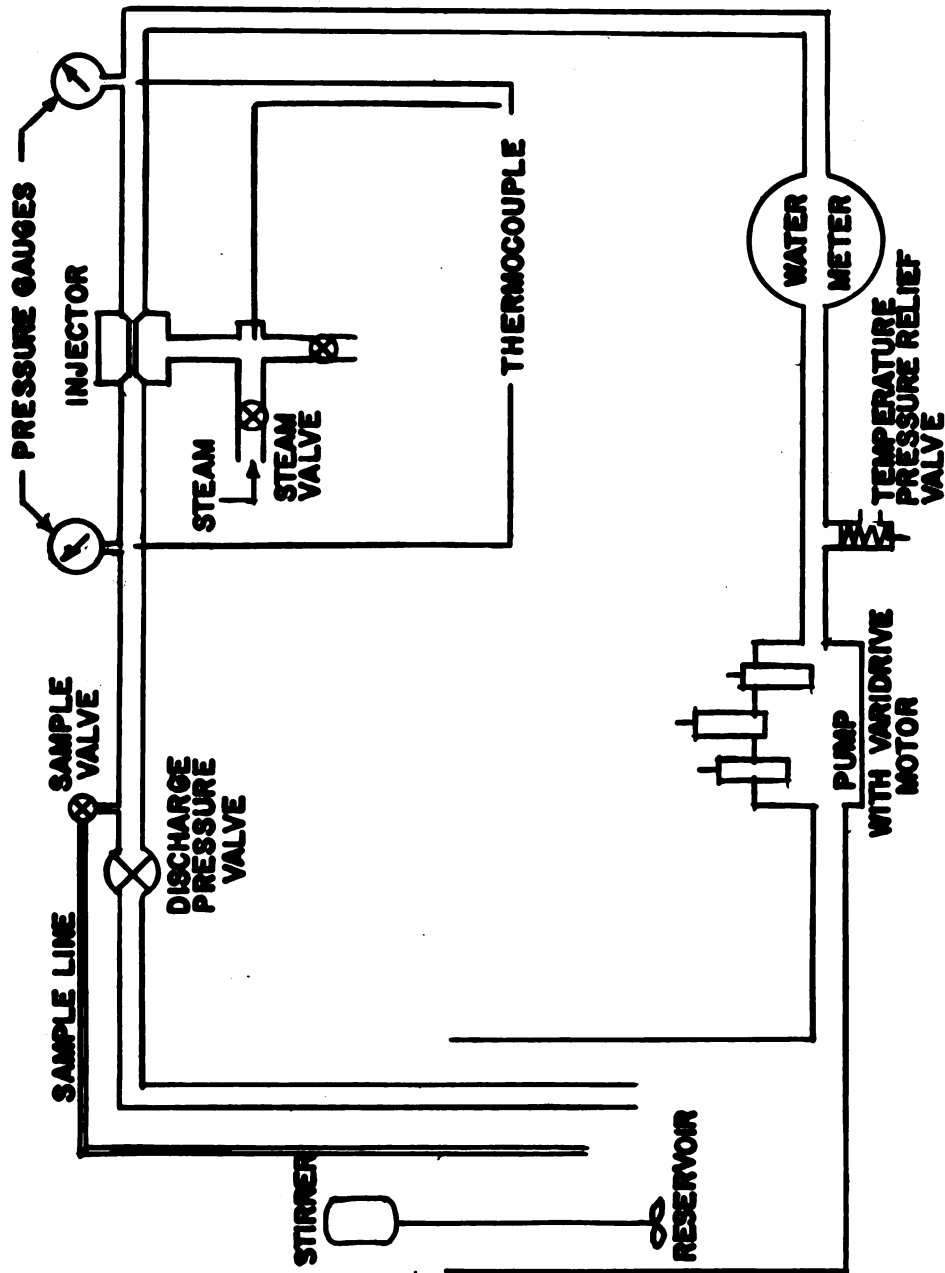 PRESSURE GAUGES
INJECTOR
STEAM
STEAM
VALVE
THERMOCOUPLE
WATER
METER
TEMPERATURE
PRESSURE RELIEF
VALVE
SAMPLE
VALVE
SAMPLE LINE
DISCHARGE
PRESSURE
VALVE
PUMP
WITH VARIDRIVE
MOTOR
STIRRER
RESERVOIR